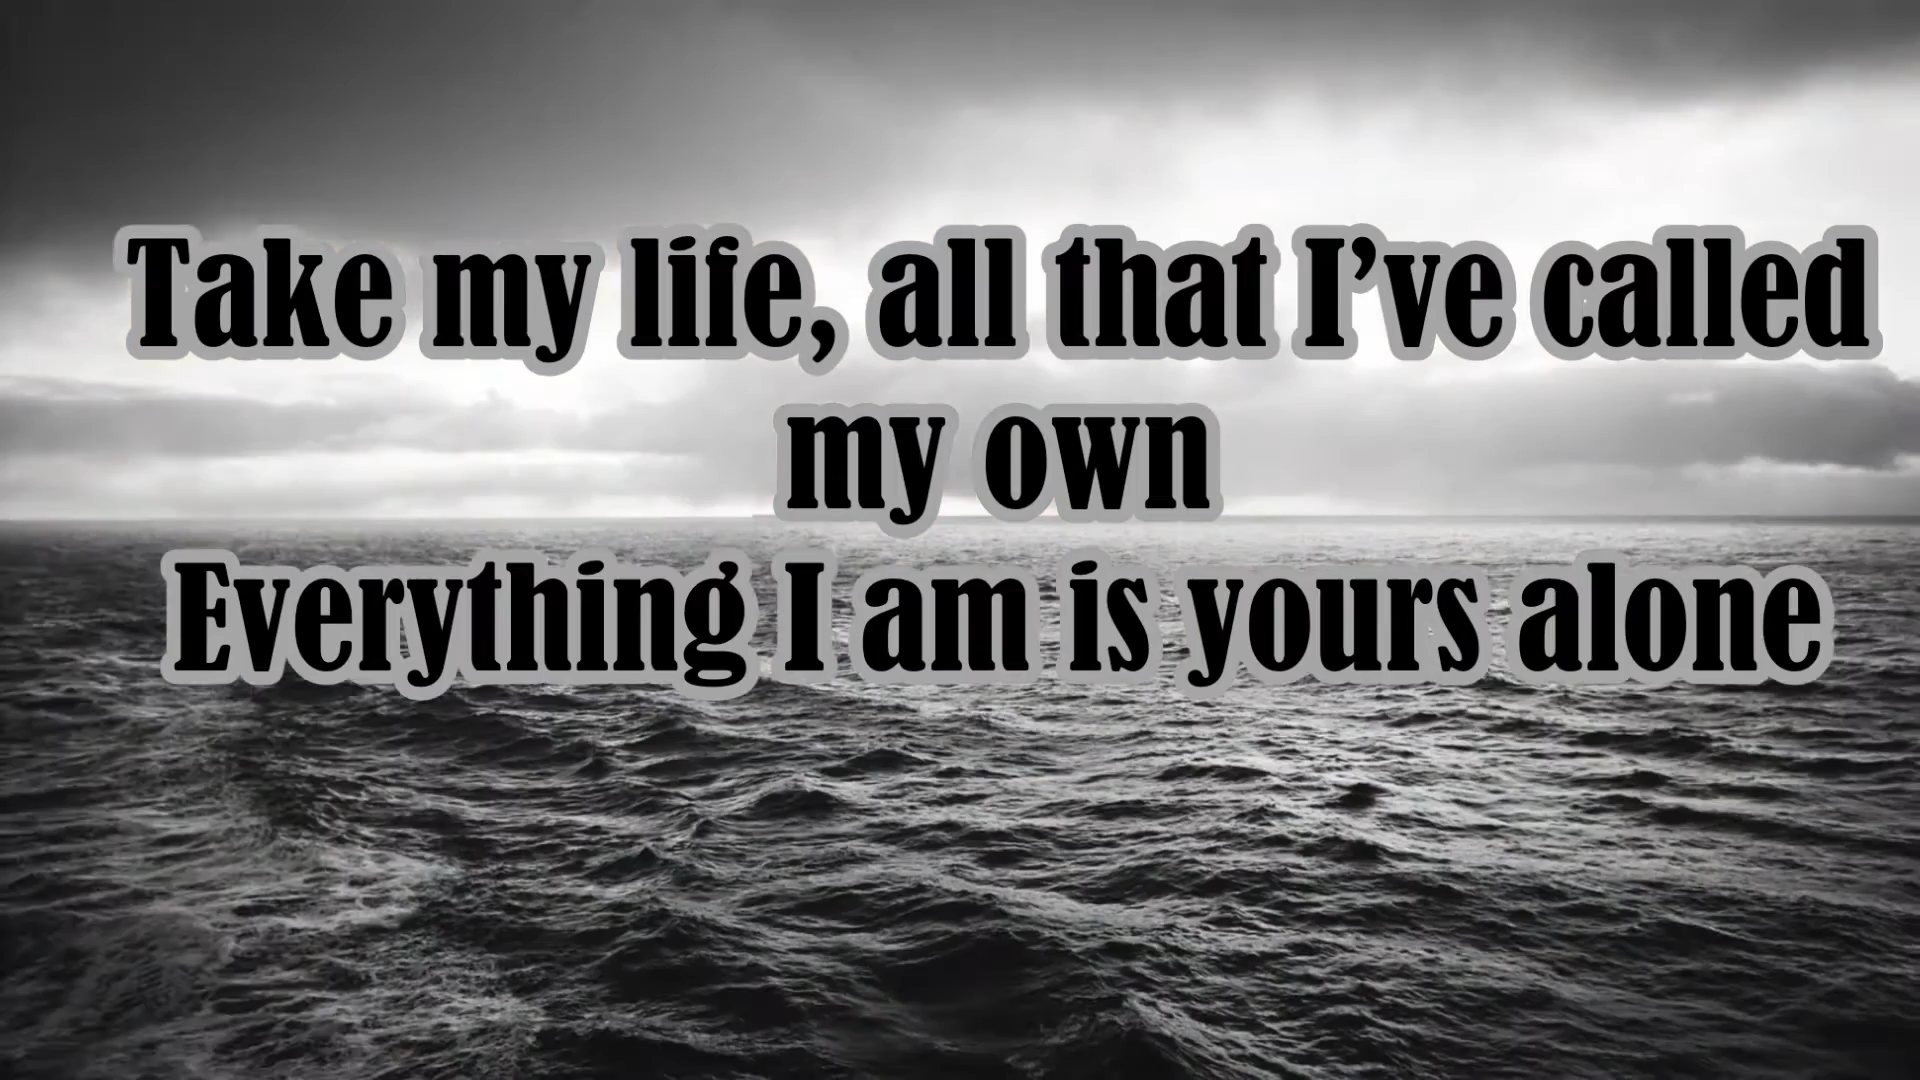 Take my life, all that I’ve called
my own
Everything I am is yours alone